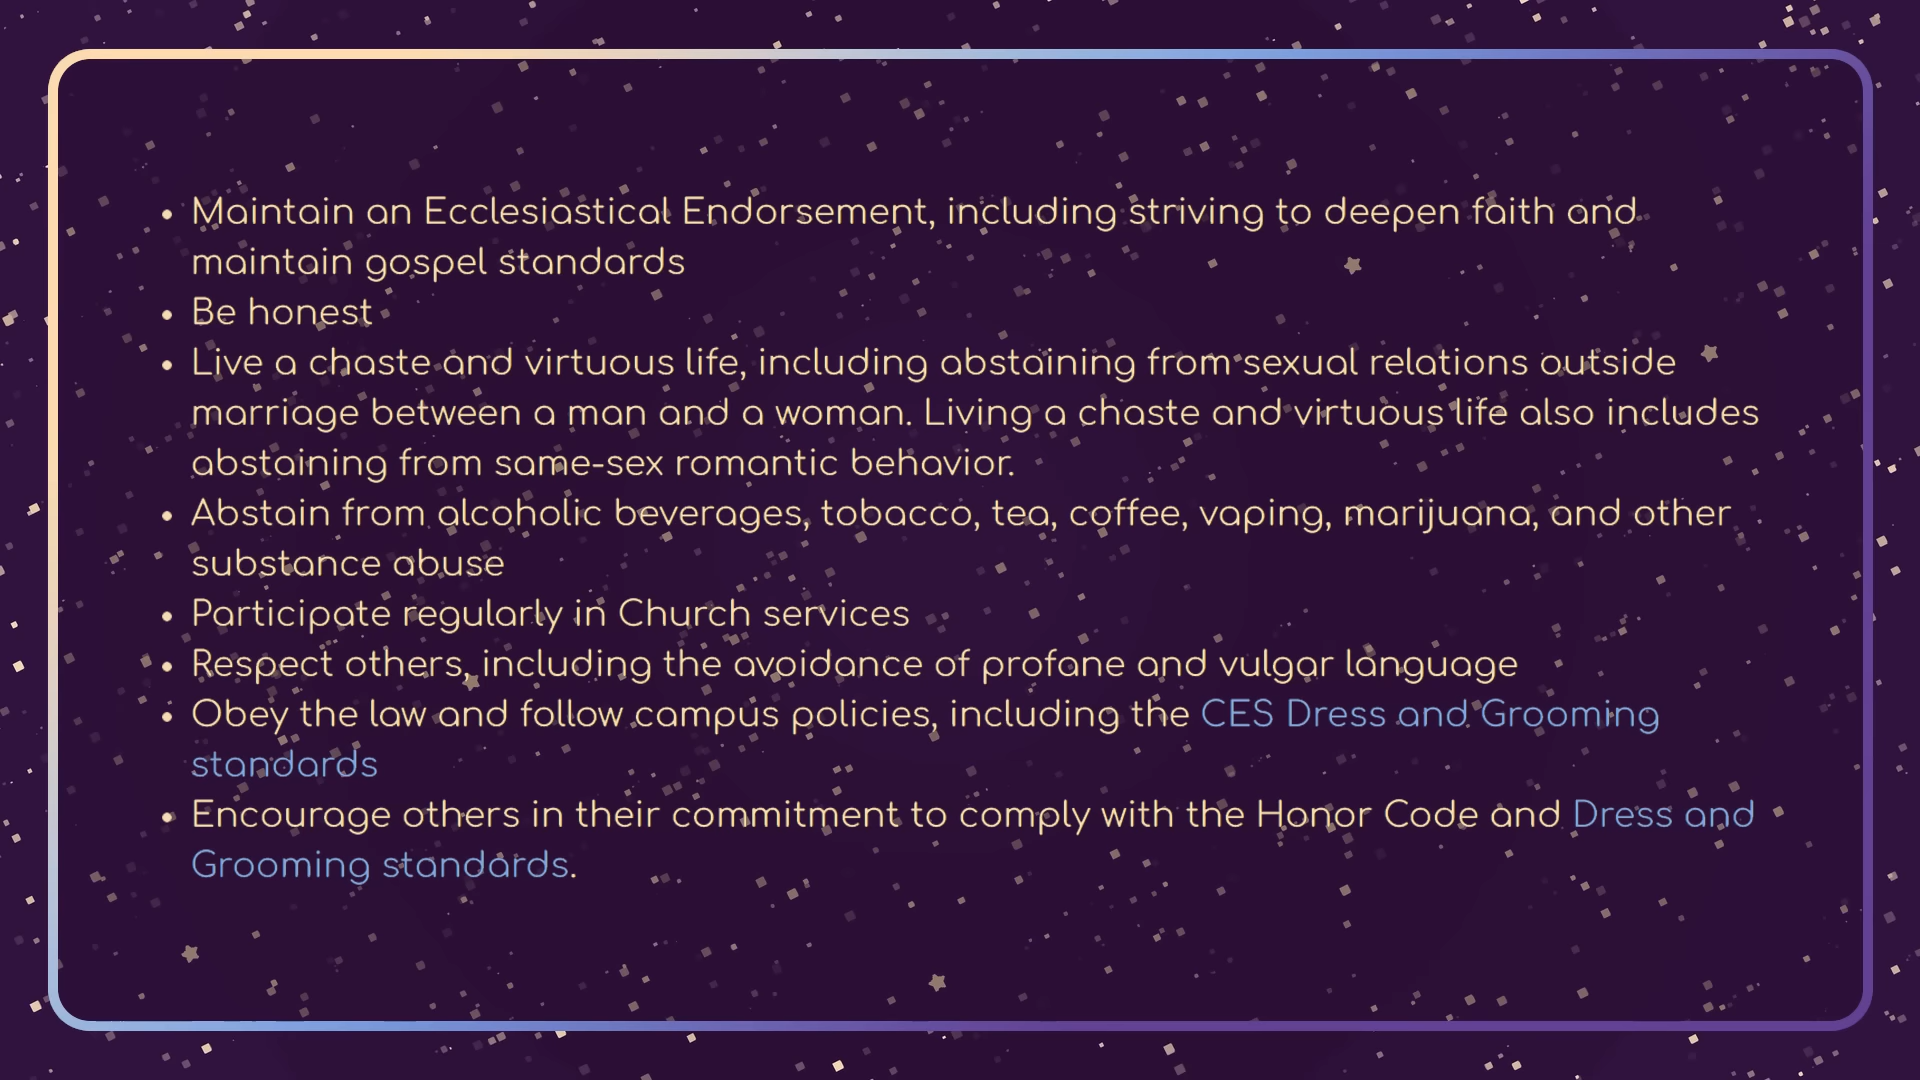 • Maintain an Ecclesiastical Endorsement, including striving to deepen faith and
maintain gospel standards
• Be honest
• Live a chaste and virtuous life, including abstaining from sexual relations outside
marriage between a man and a woman. Living a chaste and virtuous life also includes
abstaining from same-sex romantic behavior.
• Abstain from alcoholic beverages, tobacco, tea, coffee, vaping, marijuana, and other
substance abuse
• Participate regularly in Church services
• Respect others, including the avoidance of profane and vulgar language
• Obey the law and follow campus policies, including the CES Dress and Grooming
standards
• Encourage others in their commitment to comply with the Honor Code and Dress and
Grooming standards.